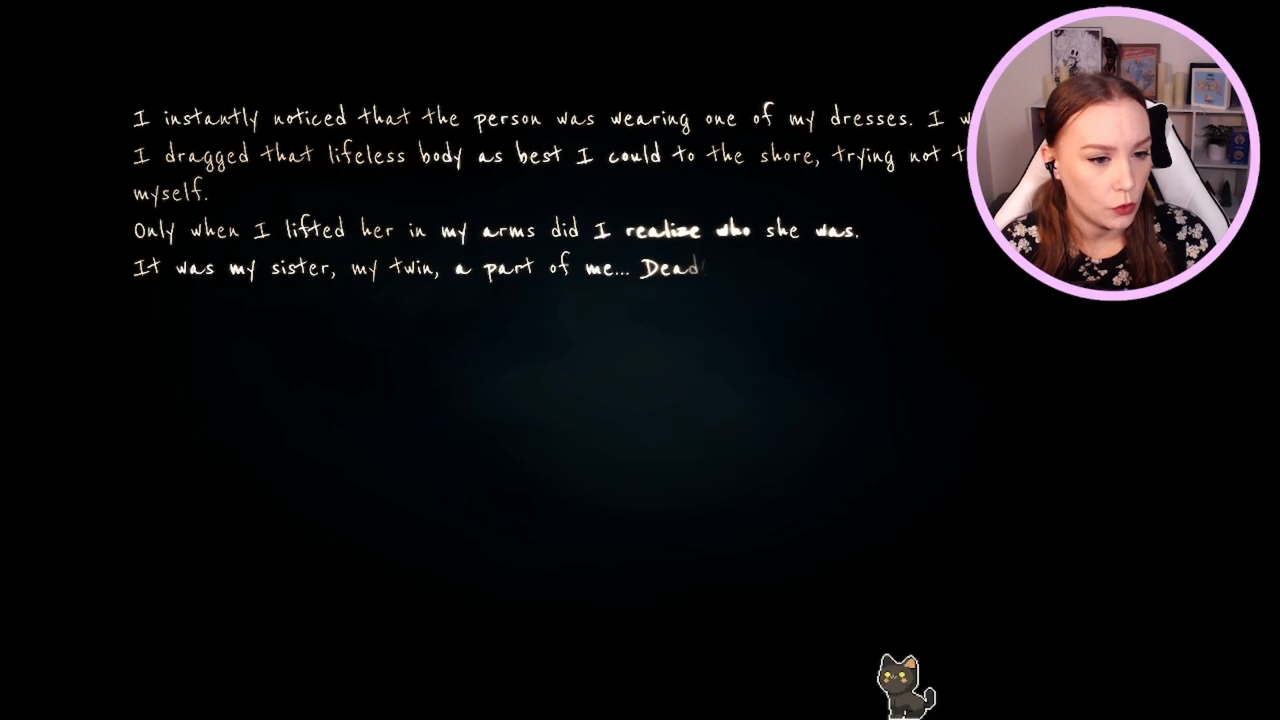 I instantly noticed that the person was wearing one of my dresses. I
I dragged that lifeless body as best I could to the shore, trying not
myself.
Only when I lifted her in my arms did I realize who she was.
It was my sister, my twin, a part of me... Dead